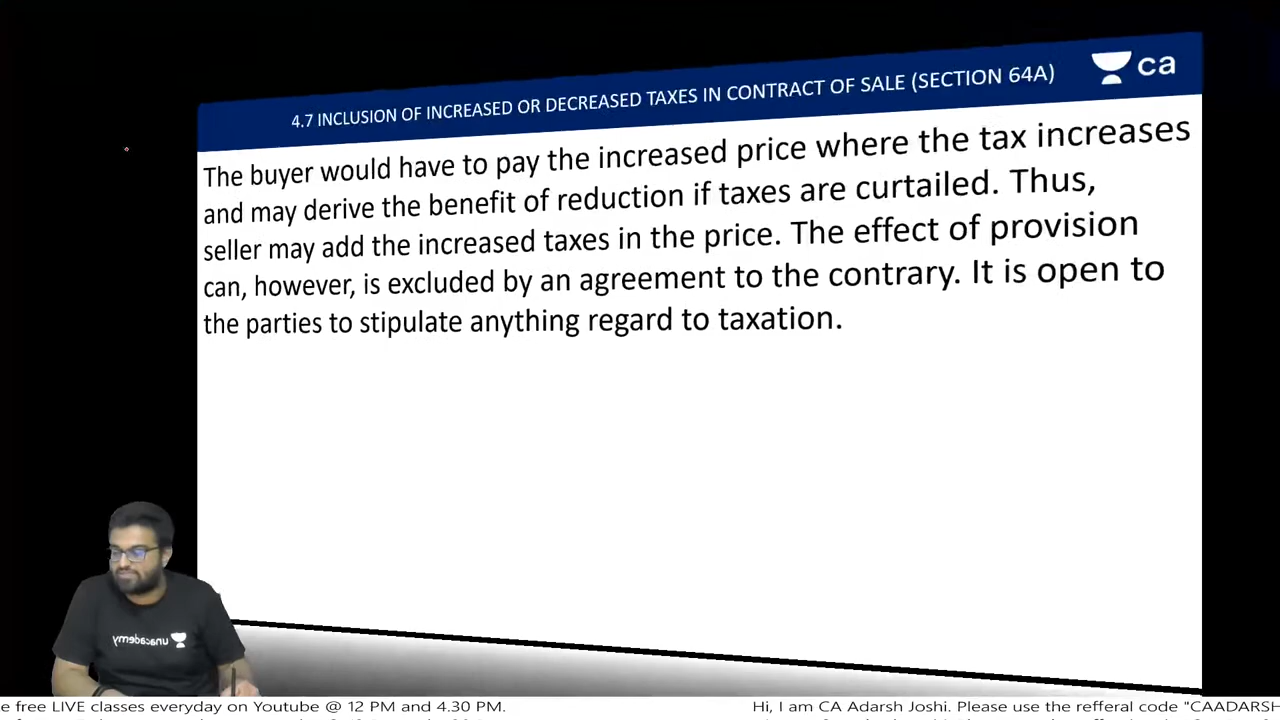 4.7 INCLUSION OF INCREASED OR DECREASED TAXES IN CONTRACT OF SALE (SECTION 64A)
ca
The buyer would have to pay the increased price where the tax increases
and may derive the benefit of reduction if taxes are curtailed. Thus,
seller may add the increased taxes in the price. The effect of provision
can, however, is excluded by an agreement to the contrary. It is open to
the parties to stipulate anything regard to taxation.
unacademy
e free LIVE classes everyday on Youtube @ 12 PM and 4.30 PM.
Hi, I am CA Adarsh Joshi. Please use the refferal code "CAADARSH